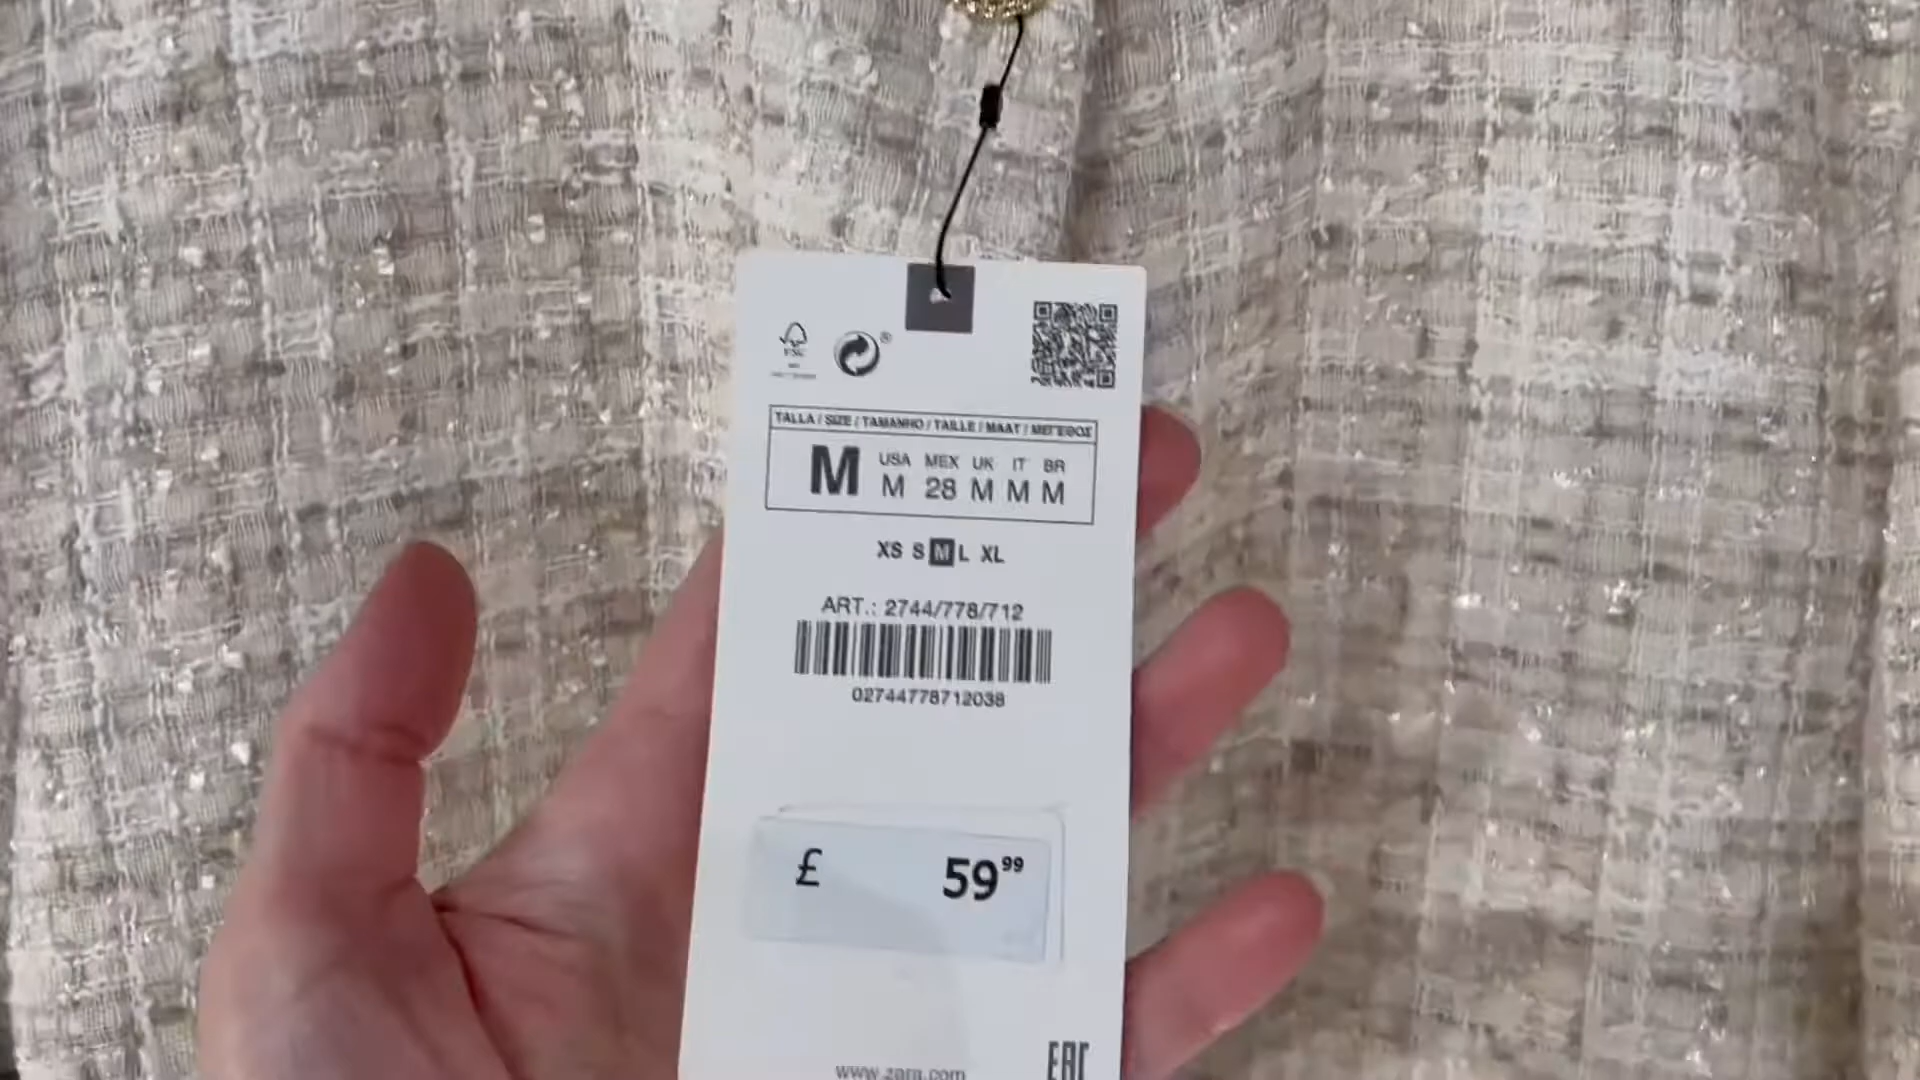 FSC
®
TALLA / SIZE / TAMANHO / TAILLE / MAAT / ΜΕΓΕΘΟΣ
M
USA MEX UK IT BR
M 28 M M M
XS S M L XL
ART.: 2744/778/712
02744778712038
£ 59⁹⁹
www.zara.com
EAC